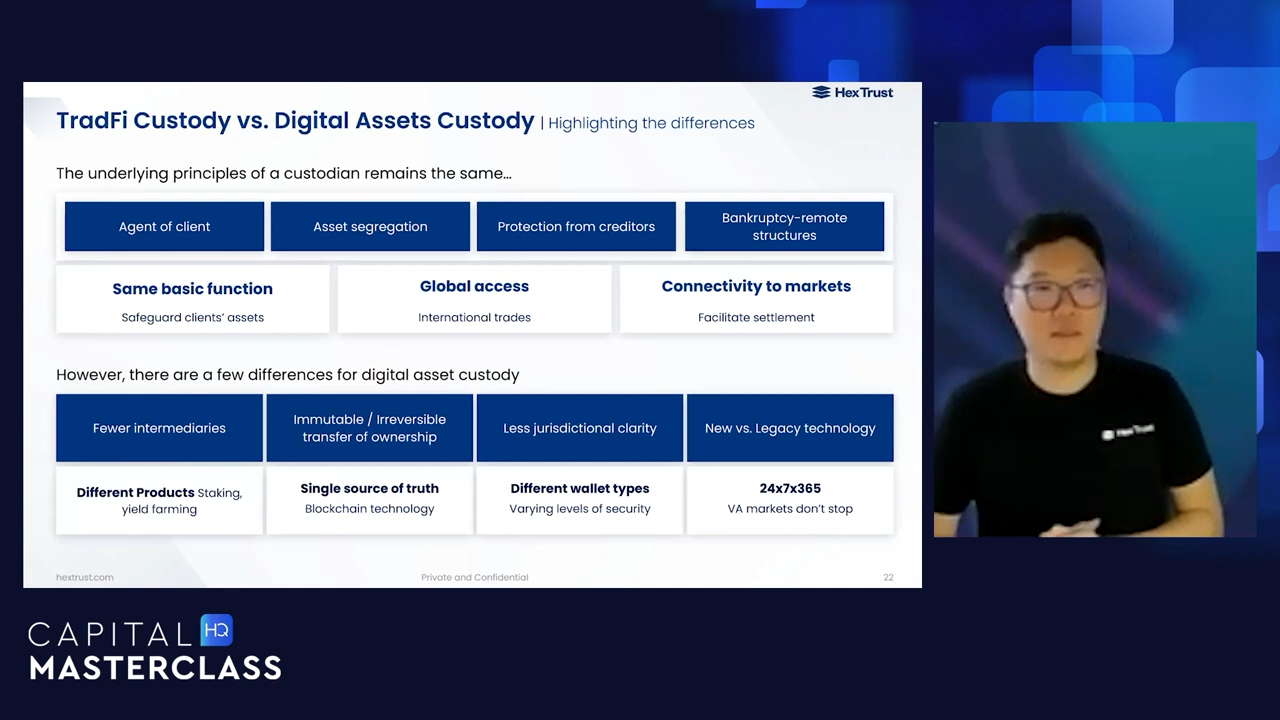 HexTrust
TradFi Custody vs. Digital Assets Custody | Highlighting the differences
The underlying principles of a custodian remains the same...
Agent of client
Asset segregation
Protection from creditors
Bankruptcy-remote
structures
Same basic function
Safeguard clients' assets
Global access
International trades
Connectivity to markets
Facilitate settlement
However, there are a few differences for digital asset custody
Fewer intermediaries
Immutable / Irreversible
transfer of ownership
Less jurisdictional clarity
New vs. Legacy technology
Different Products Staking,
yield farming
Single source of truth
Blockchain technology
Different wallet types
Varying levels of security
24x7x365
VA markets don't stop
hextrust.com
Private and Confidential
22
Hex Trust
CAPITAL HQ
MASTERCLASS